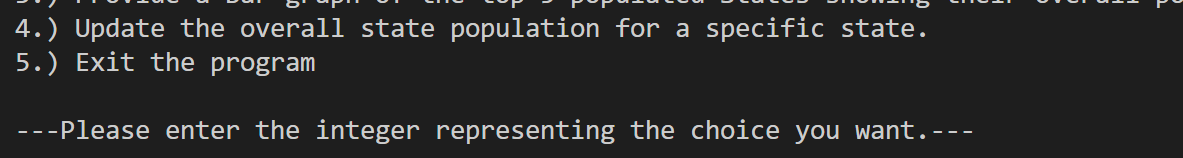 4.) Update the overall state population for a specific state.
5.) Exit the program
---Please enter the integer representing the choice you want.---